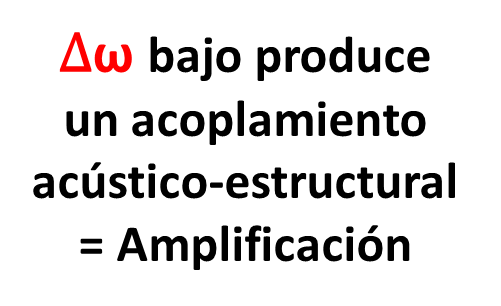 Δω bajo produce
un acoplamiento
acústico-estructural
= Amplificación